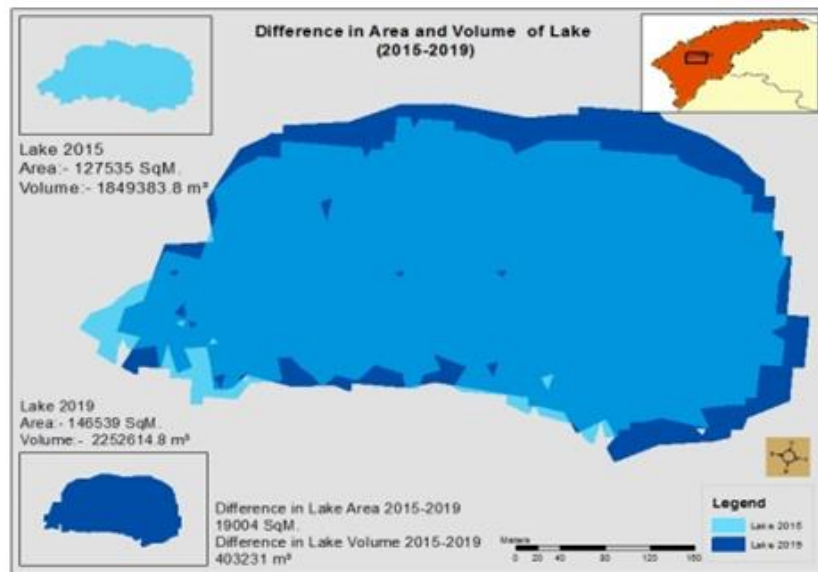 Difference in Area and Volume of Lake
(2015-2019)
Lake 2015
Area:- 127535 SqM.
Volume:- 1849383.8 m³
Lake 2019
Area:- 146539 SqM.
Volume:- 2252614.8 m³
Difference in Lake Area 2015-2019
19004 SqM.
Difference in Lake Volume 2015-2019
403231 m³
Meters
0 20 40 80 120 160
Legend
Lake 2015
Lake 2019